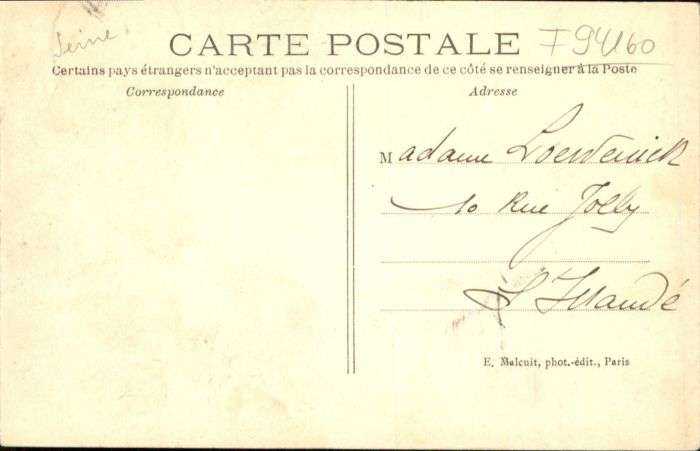 Seine
CARTE POSTALE
F 94160
Certains pays étrangers n'acceptant pas la correspondance de ce côté se renseigner à la Poste
Correspondance
Adresse
Madame
10 Rue Jolly
St Mandé
E. Malcuit, phot.-édit., Paris